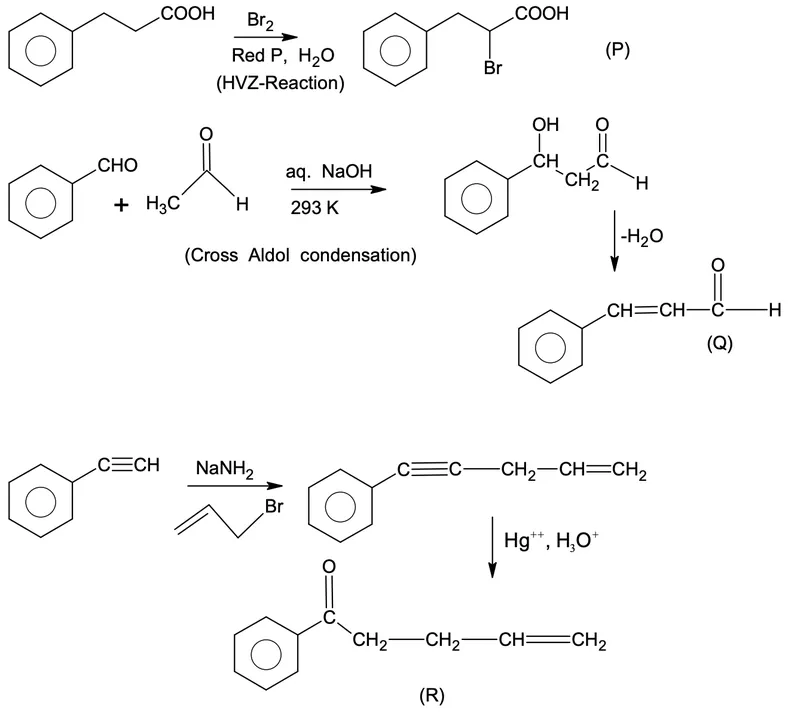 COOH Br₂ COOH
Red P, H₂O Br (P)
(HVZ-Reaction)
O OH O
CHO aq. NaOH CH C
+ H₃C H 293 K CH₂ H
(Cross Aldol condensation) -H₂O
O
CH=CH-C-H
(Q)
C≡CH NaNH₂ C≡C-CH₂-CH=CH₂
Br
Hg⁺⁺, H₃O⁺
O
C
CH₂-CH₂-CH=CH₂
(R)